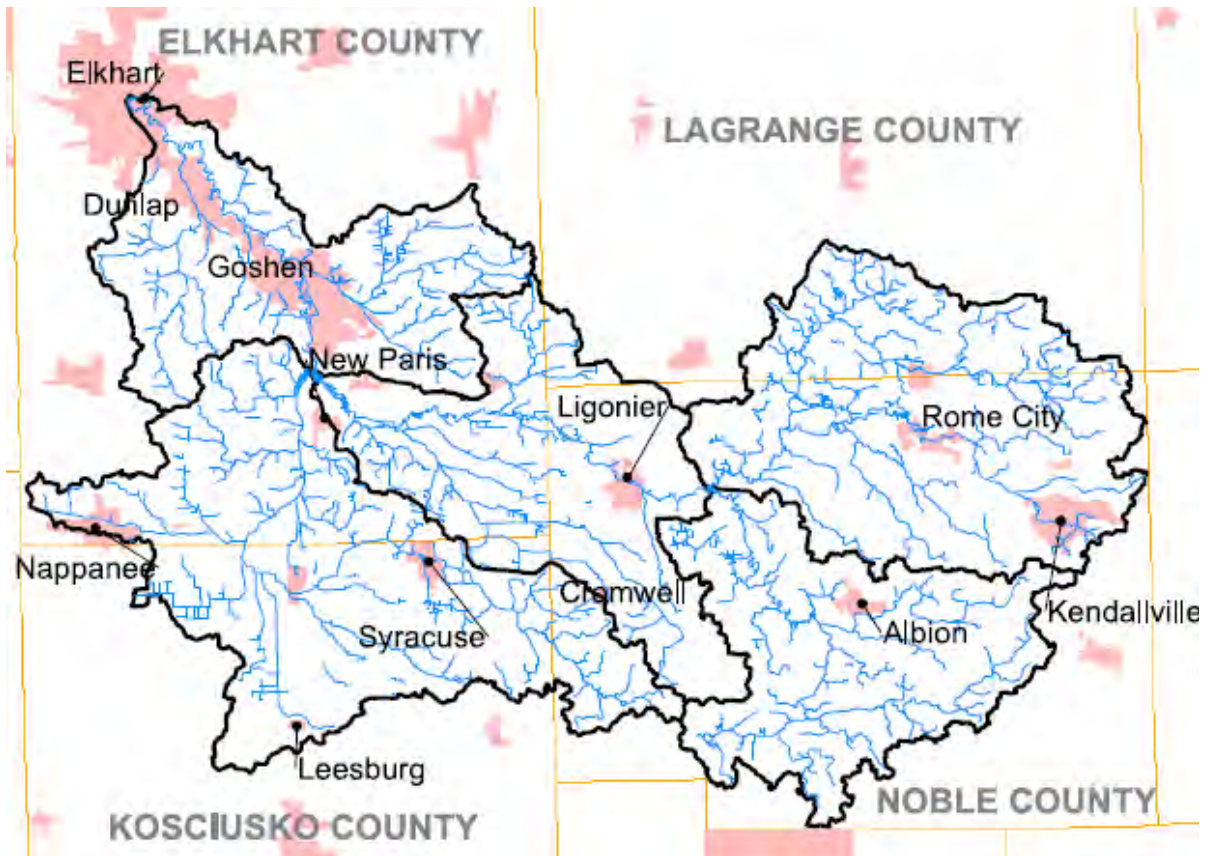 ELKHART COUNTY
Elkhart
LAGRANGE COUNTY
Dunlap
Goshen
New Paris
Ligonier
Rome City
Nappanee
Cromwell
Syracuse
Albion
Kendallville
Leesburg
NOBLE COUNTY
KOSCIUSKO COUNTY